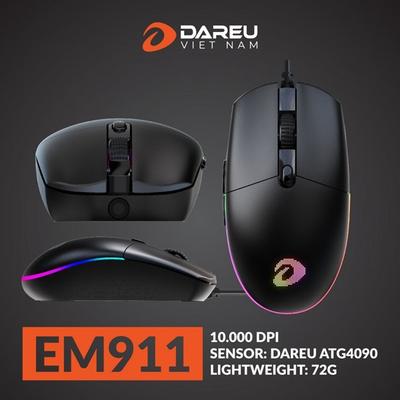 DAREU
VIET NAM
EM911
10.000 DPI
SENSOR: DAREU ATG4090
LIGHTWEIGHT: 72G